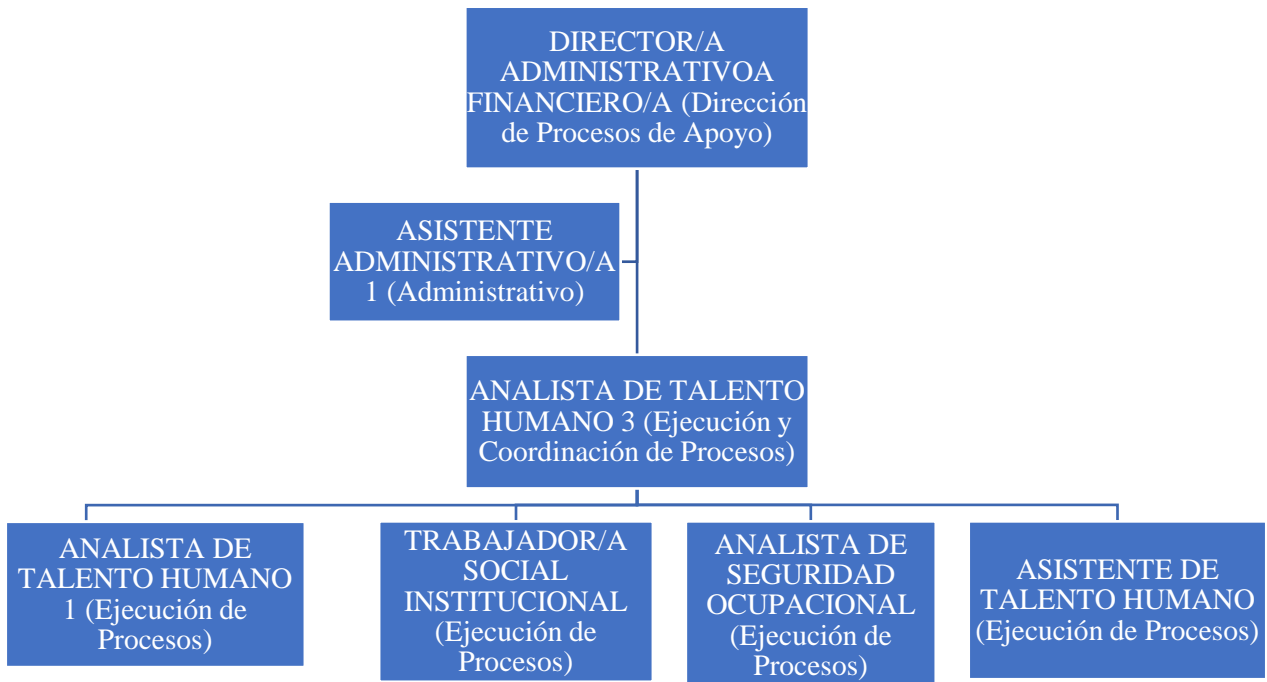 DIRECTOR/A
ADMINISTRATIVOA
FINANCIERO/A (Dirección
de Procesos de Apoyo)
ASISTENTE
ADMINISTRATIVO/A
1 (Administrativo)
ANALISTA DE TALENTO
HUMANO 3 (Ejecución y
Coordinación de Procesos)
ANALISTA DE
TALENTO HUMANO
1 (Ejecución de
Procesos)
TRABAJADOR/A
SOCIAL
INSTITUCIONAL
(Ejecución de
Procesos)
ANALISTA DE
SEGURIDAD
OCUPACIONAL
(Ejecución de
Procesos)
ASISTENTE DE
TALENTO HUMANO
(Ejecución de Procesos)